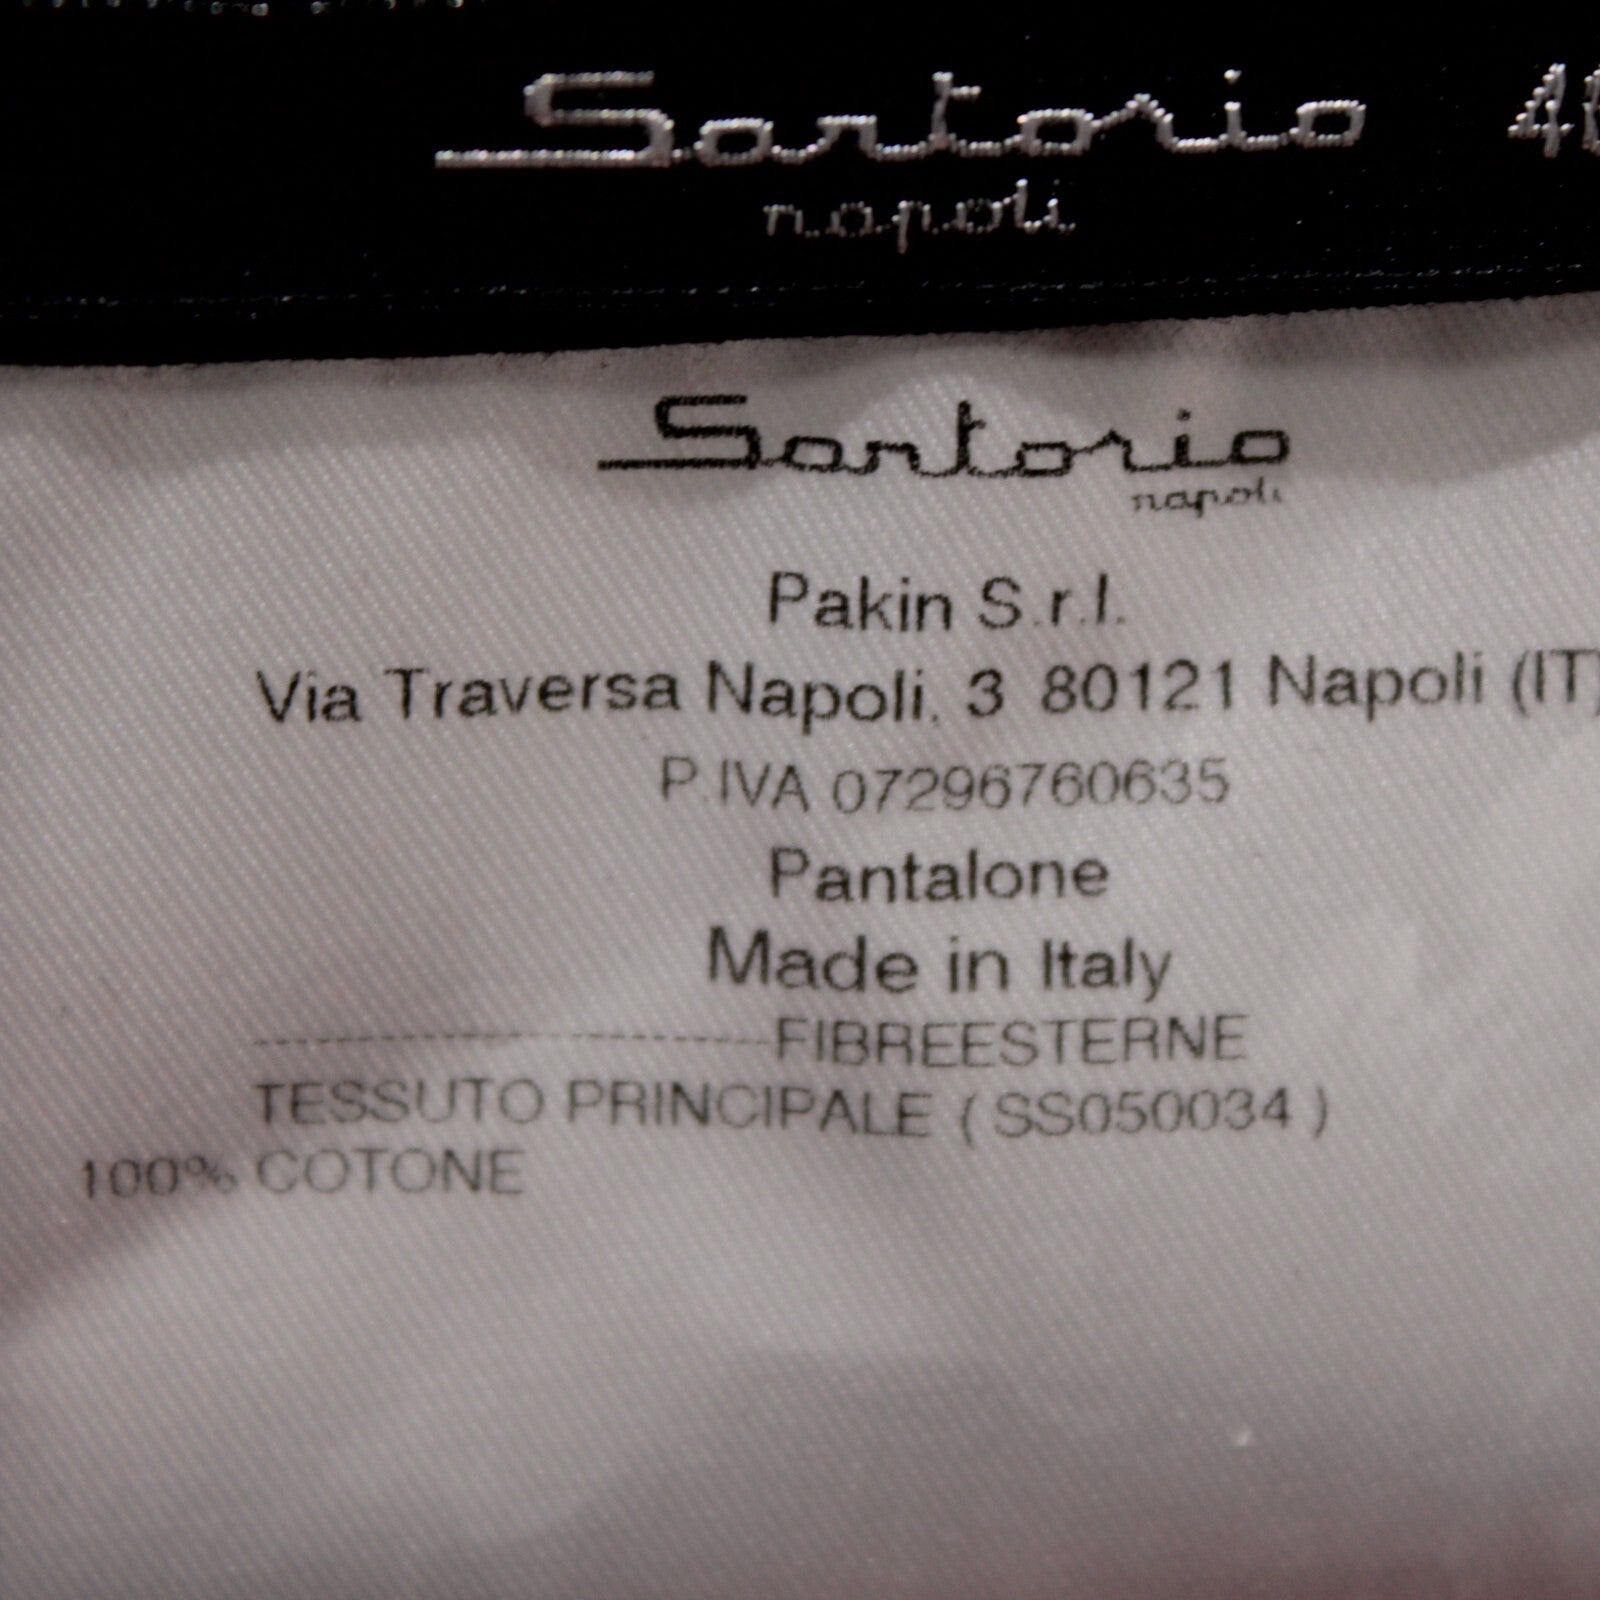 Sartorio
napoli
Sartorio
napoli
Pakin S.r.l.
Via Traversa Napoli, 3 80121 Napoli (IT)
P.IVA 07296760635
Pantalone
Made in Italy
--------------------------------FIBREESTERNE
TESSUTO PRINCIPALE ( SS050034 )
100% COTONE